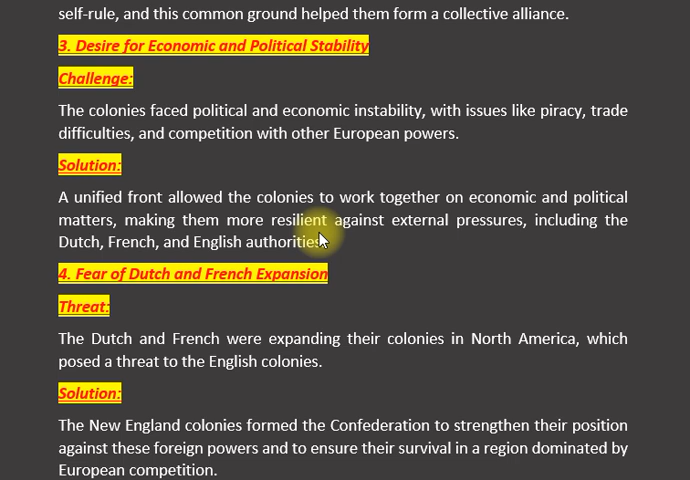 self-rule, and this common ground helped them form a collective alliance.
3. Desire for Economic and Political Stability
Challenge:
The colonies faced political and economic instability, with issues like piracy, trade
difficulties, and competition with other European powers.
Solution:
A unified front allowed the colonies to work together on economic and political
matters, making them more resilient against external pressures, including the
Dutch, French, and English authorities.
4. Fear of Dutch and French Expansion
Threat:
The Dutch and French were expanding their colonies in North America, which
posed a threat to the English colonies.
Solution:
The New England colonies formed the Confederation to strengthen their position
against these foreign powers and to ensure their survival in a region dominated by
European competition.